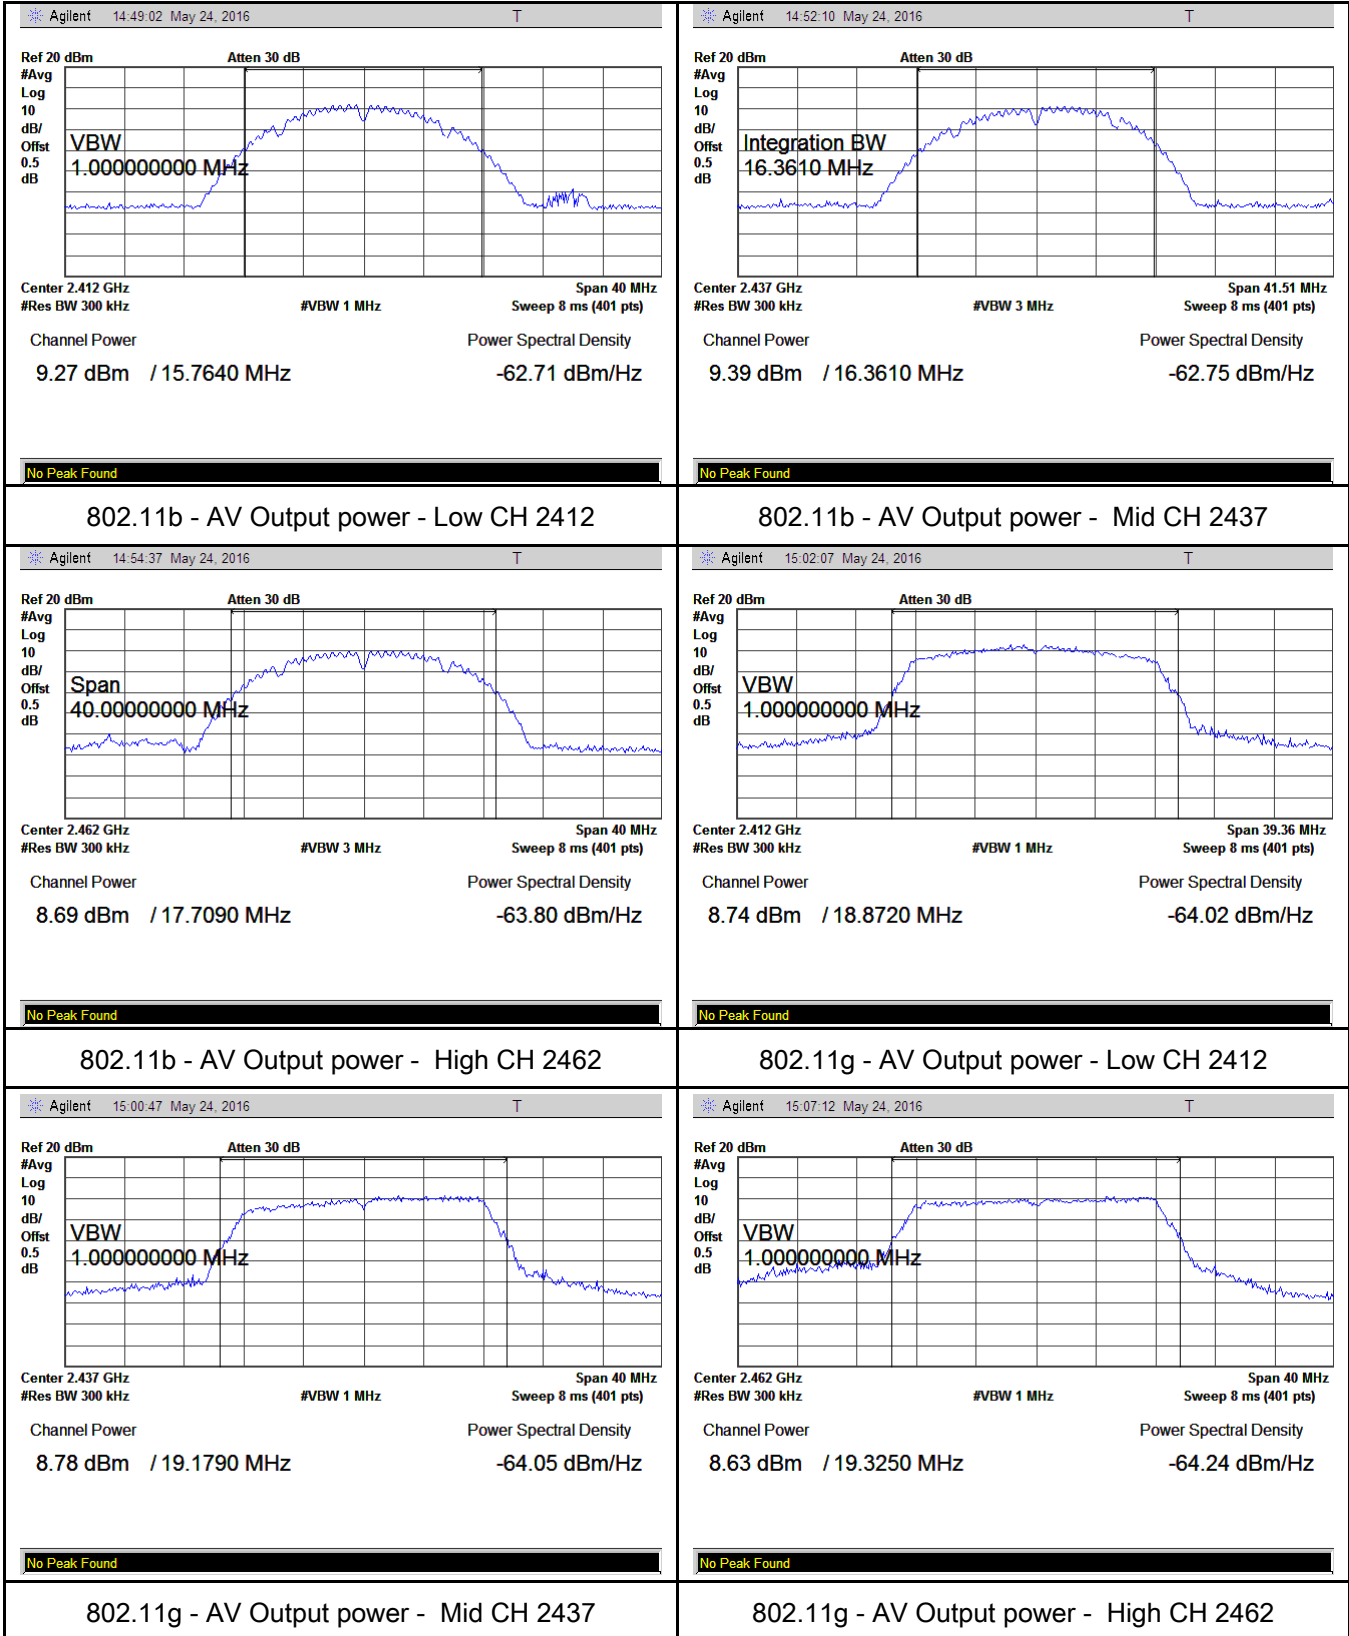 Agilent 14:49:02 May 24, 2016 T
Ref 20 dBm Atten 30 dB
#Avg
Log
10
dB/
Offst
0.5
dB
VBW
1.000000000 MHz
Center 2.412 GHz Span 40 MHz
#Res BW 300 kHz #VBW 1 MHz Sweep 8 ms (401 pts)
Channel Power Power Spectral Density
9.27 dBm / 15.7640 MHz -62.71 dBm/Hz
No Peak Found
802.11b - AV Output power - Low CH 2412
Agilent 14:52:10 May 24, 2016 T
Ref 20 dBm Atten 30 dB
#Avg
Log
10
dB/
Offst
0.5
dB
Integration BW
16.3610 MHz
Center 2.437 GHz Span 41.51 MHz
#Res BW 300 kHz #VBW 3 MHz Sweep 8 ms (401 pts)
Channel Power Power Spectral Density
9.39 dBm / 16.3610 MHz -62.75 dBm/Hz
No Peak Found
802.11b - AV Output power - Mid CH 2437
Agilent 14:54:37 May 24, 2016 T
Ref 20 dBm Atten 30 dB
#Avg
Log
10
dB/
Offst
0.5
dB
Span
40.00000000 MHz
Center 2.462 GHz Span 40 MHz
#Res BW 300 kHz #VBW 3 MHz Sweep 8 ms (401 pts)
Channel Power Power Spectral Density
8.69 dBm / 17.7090 MHz -63.80 dBm/Hz
No Peak Found
802.11b - AV Output power - High CH 2462
Agilent 15:02:07 May 24, 2016 T
Ref 20 dBm Atten 30 dB
#Avg
Log
10
dB/
Offst
0.5
dB
VBW
1.000000000 MHz
Center 2.412 GHz Span 39.36 MHz
#Res BW 300 kHz #VBW 1 MHz Sweep 8 ms (401 pts)
Channel Power Power Spectral Density
8.74 dBm / 18.8720 MHz -64.02 dBm/Hz
No Peak Found
802.11g - AV Output power - Low CH 2412
Agilent 15:00:47 May 24, 2016 T
Ref 20 dBm Atten 30 dB
#Avg
Log
10
dB/
Offst
0.5
dB
VBW
1.000000000 MHz
Center 2.437 GHz Span 40 MHz
#Res BW 300 kHz #VBW 1 MHz Sweep 8 ms (401 pts)
Channel Power Power Spectral Density
8.78 dBm / 19.1790 MHz -64.05 dBm/Hz
No Peak Found
802.11g - AV Output power - Mid CH 2437
Agilent 15:07:12 May 24, 2016 T
Ref 20 dBm Atten 30 dB
#Avg
Log
10
dB/
Offst
0.5
dB
VBW
1.000000000 MHz
Center 2.462 GHz Span 40 MHz
#Res BW 300 kHz #VBW 1 MHz Sweep 8 ms (401 pts)
Channel Power Power Spectral Density
8.63 dBm / 19.3250 MHz -64.24 dBm/Hz
No Peak Found
802.11g - AV Output power - High CH 2462